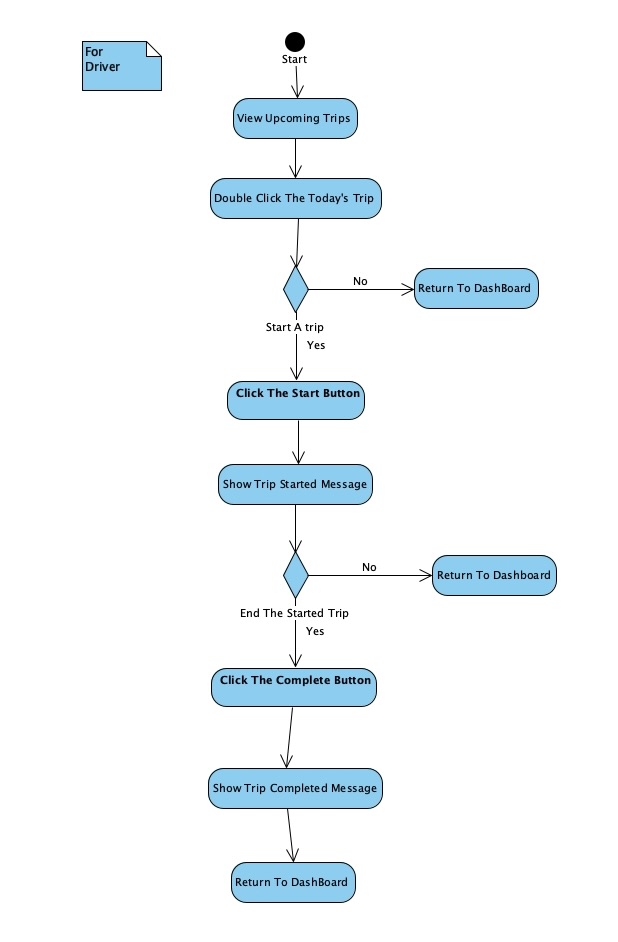 For
Driver
Start
View Upcoming Trips
Double Click The Today's Trip
No
Return To DashBoard
Start A trip
Yes
Click The Start Button
Show Trip Started Message
No
Return To Dashboard
End The Started Trip
Yes
Click The Complete Button
Show Trip Completed Message
Return To DashBoard